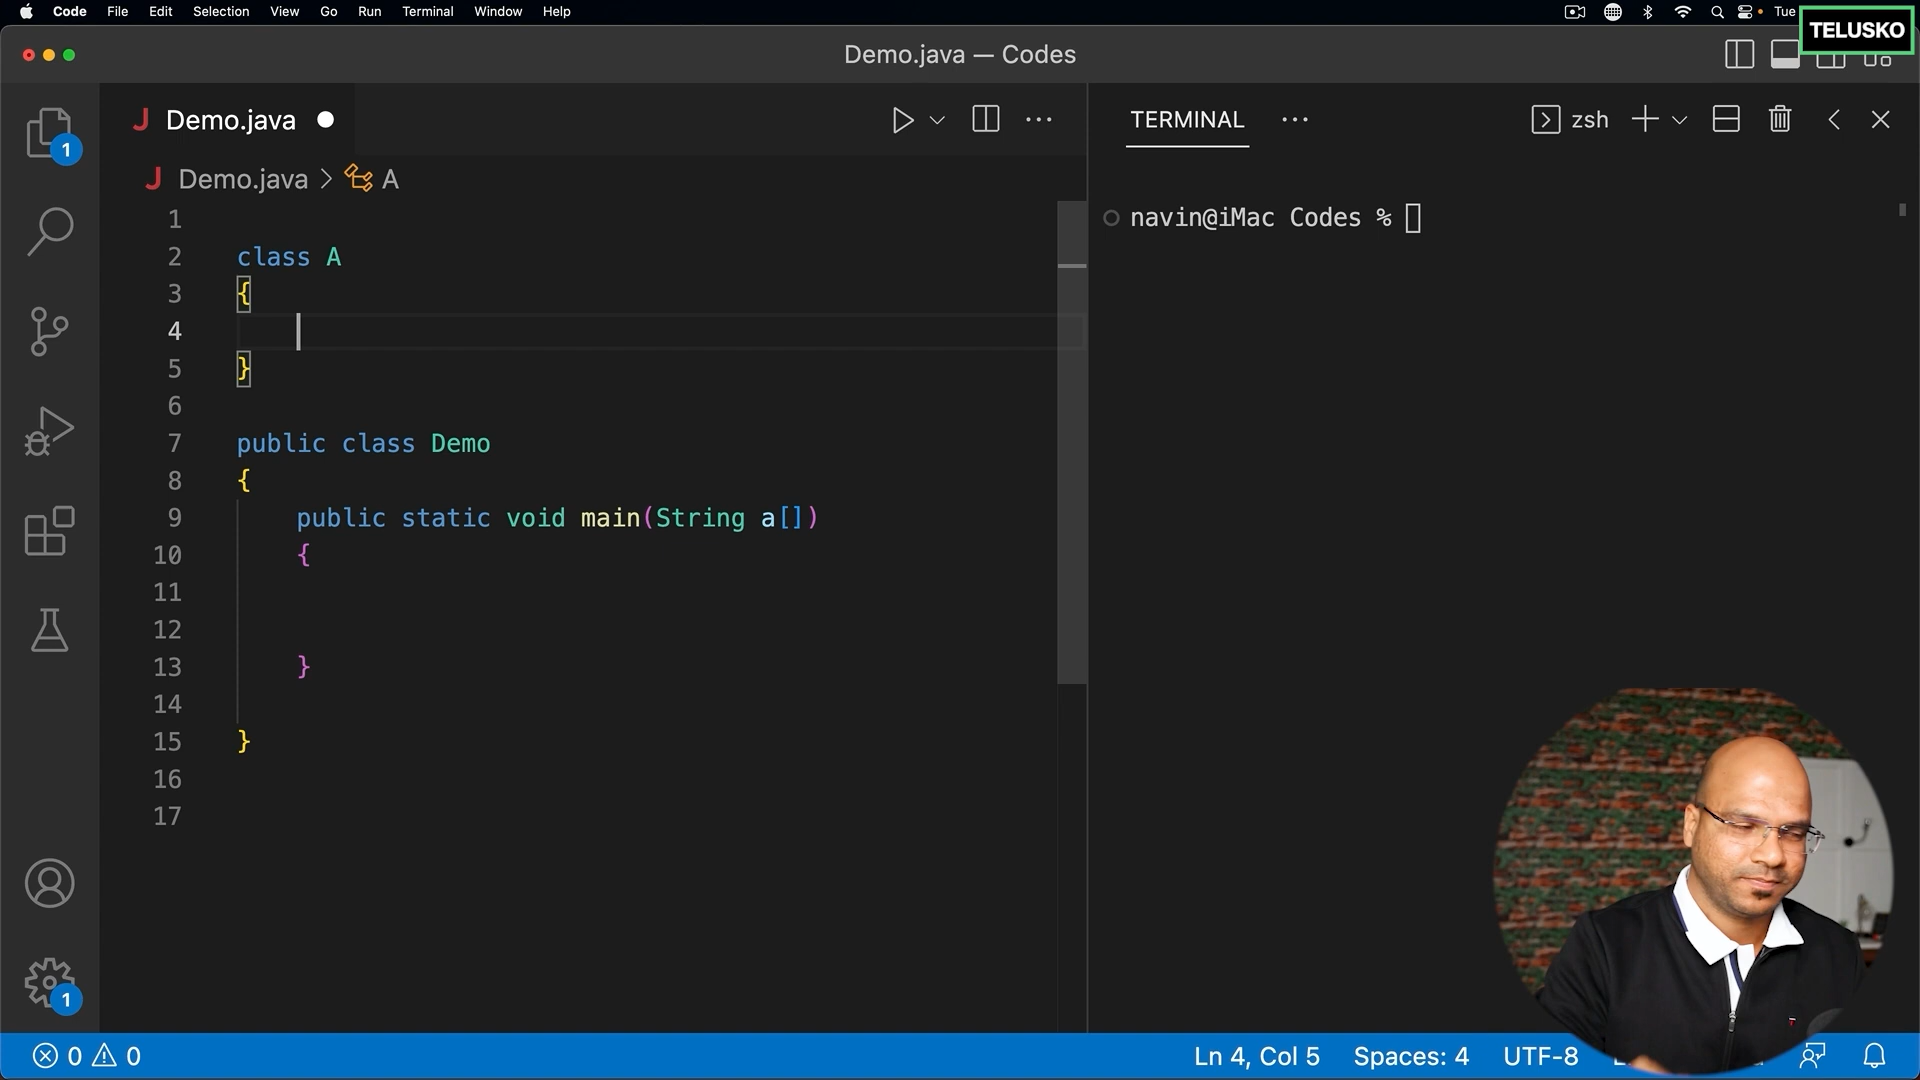 Code File Edit Selection View Go Run Terminal Window Help Tue
TELUSKO
Demo.java — Codes
Demo.java
TERMINAL
zsh
1
Demo.java > A
navin@iMac Codes %
1
2 class A
3 {
4
5 }
6
7 public class Demo
8 {
9 public static void main(String a[])
10 {
11
12
13 }
14
15 }
16
17
1
0 0
Ln 4, Col 5 Spaces: 4 UTF-8